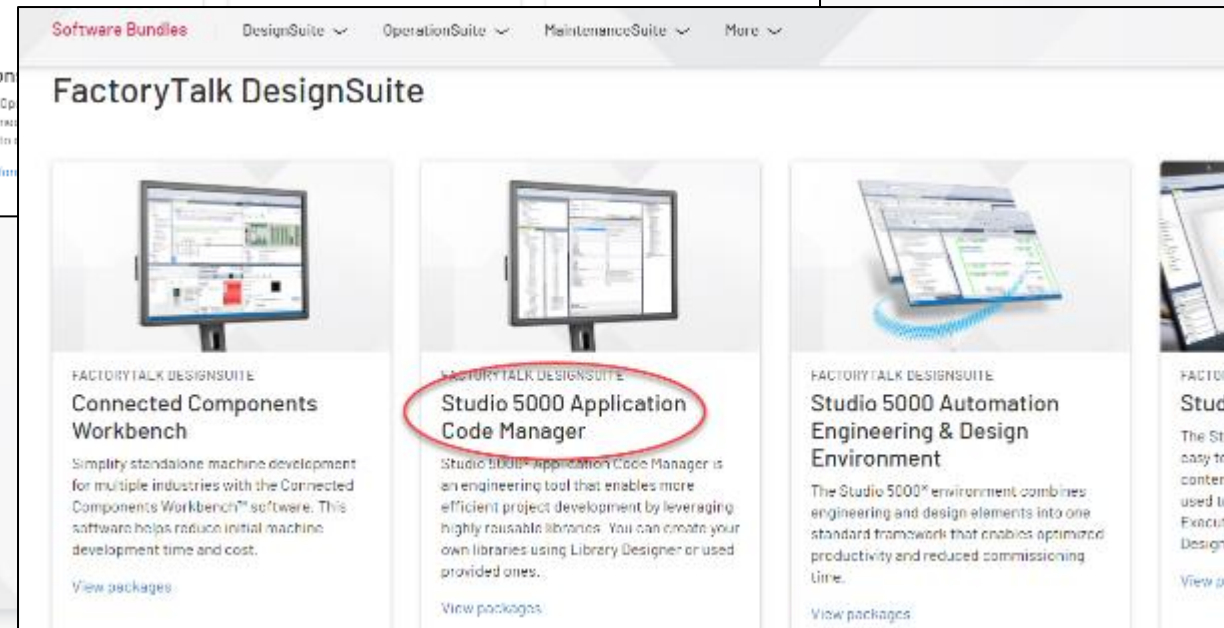 Software Bundles DesignSuite OperationSuite MaintenanceSuite More
FactoryTalk DesignSuite
FACTORYTALK DESIGNSUITE
Connected Components
Workbench
Simplify standalone machine development
for multiple industries with the Connected
Components Workbench™ software. This
software helps reduce initial machine
development time and cost.
View packages
FACTORYTALK DESIGNSUITE
Studio 5000 Application
Code Manager
Studio 5000® Application Code Manager is
an engineering tool that enables more
efficient project development by leveraging
highly reusable libraries. You can create your
own libraries using Library Designer or used
provided ones.
View packages
FACTORYTALK DESIGNSUITE
Studio 5000 Automation
Engineering & Design
Environment
The Studio 5000® environment combines
engineering and design elements into one
standard framework that enables optimized
productivity and reduced commissioning
time.
View packages
The
easy
used